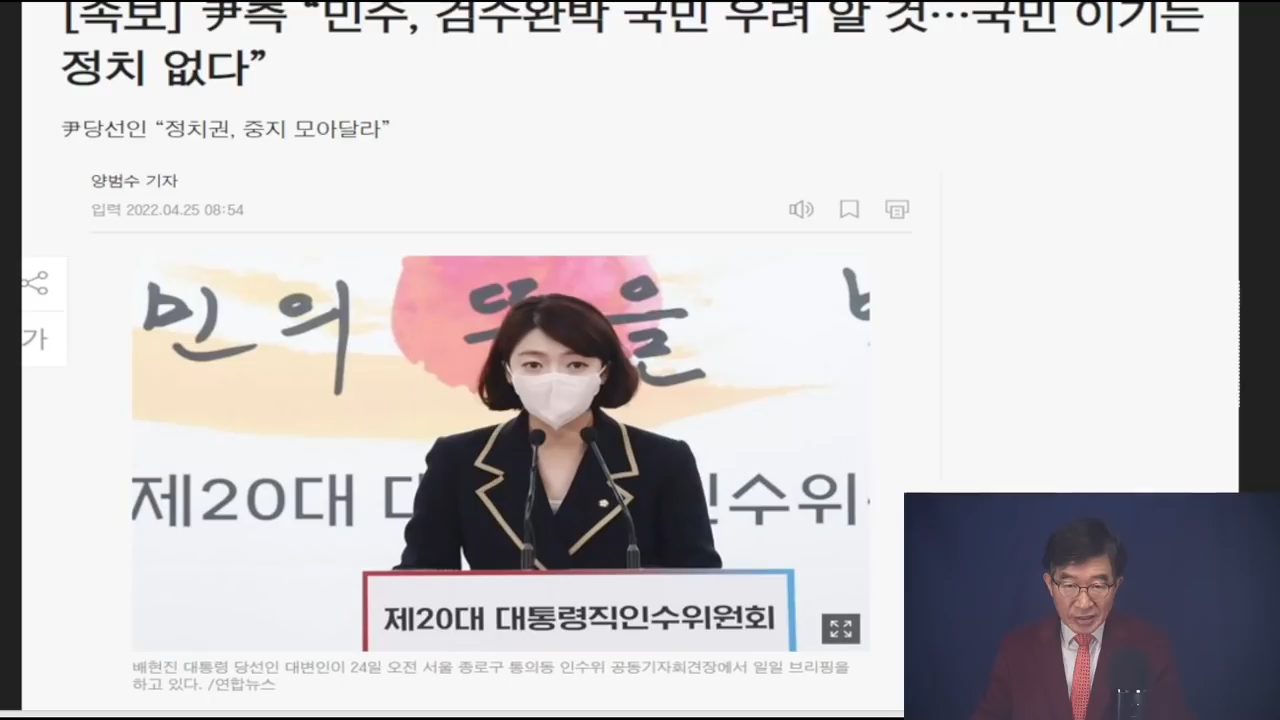 [속보] 尹측 “민주, 검수완박 국민 우려 알 것…국민 이기는
정치 없다”
尹당선인 “정치권, 중지 모아달라”
양범수 기자
입력 2022.04.25 08:54
가
민의 뜻을
제20대 대 인수위
제20대 대통령직인수위원회
배현진 대통령 당선인 대변인이 24일 오전 서울 종로구 통의동 인수위 공동기자회견장에서 일일 브리핑을
하고 있다. /연합뉴스